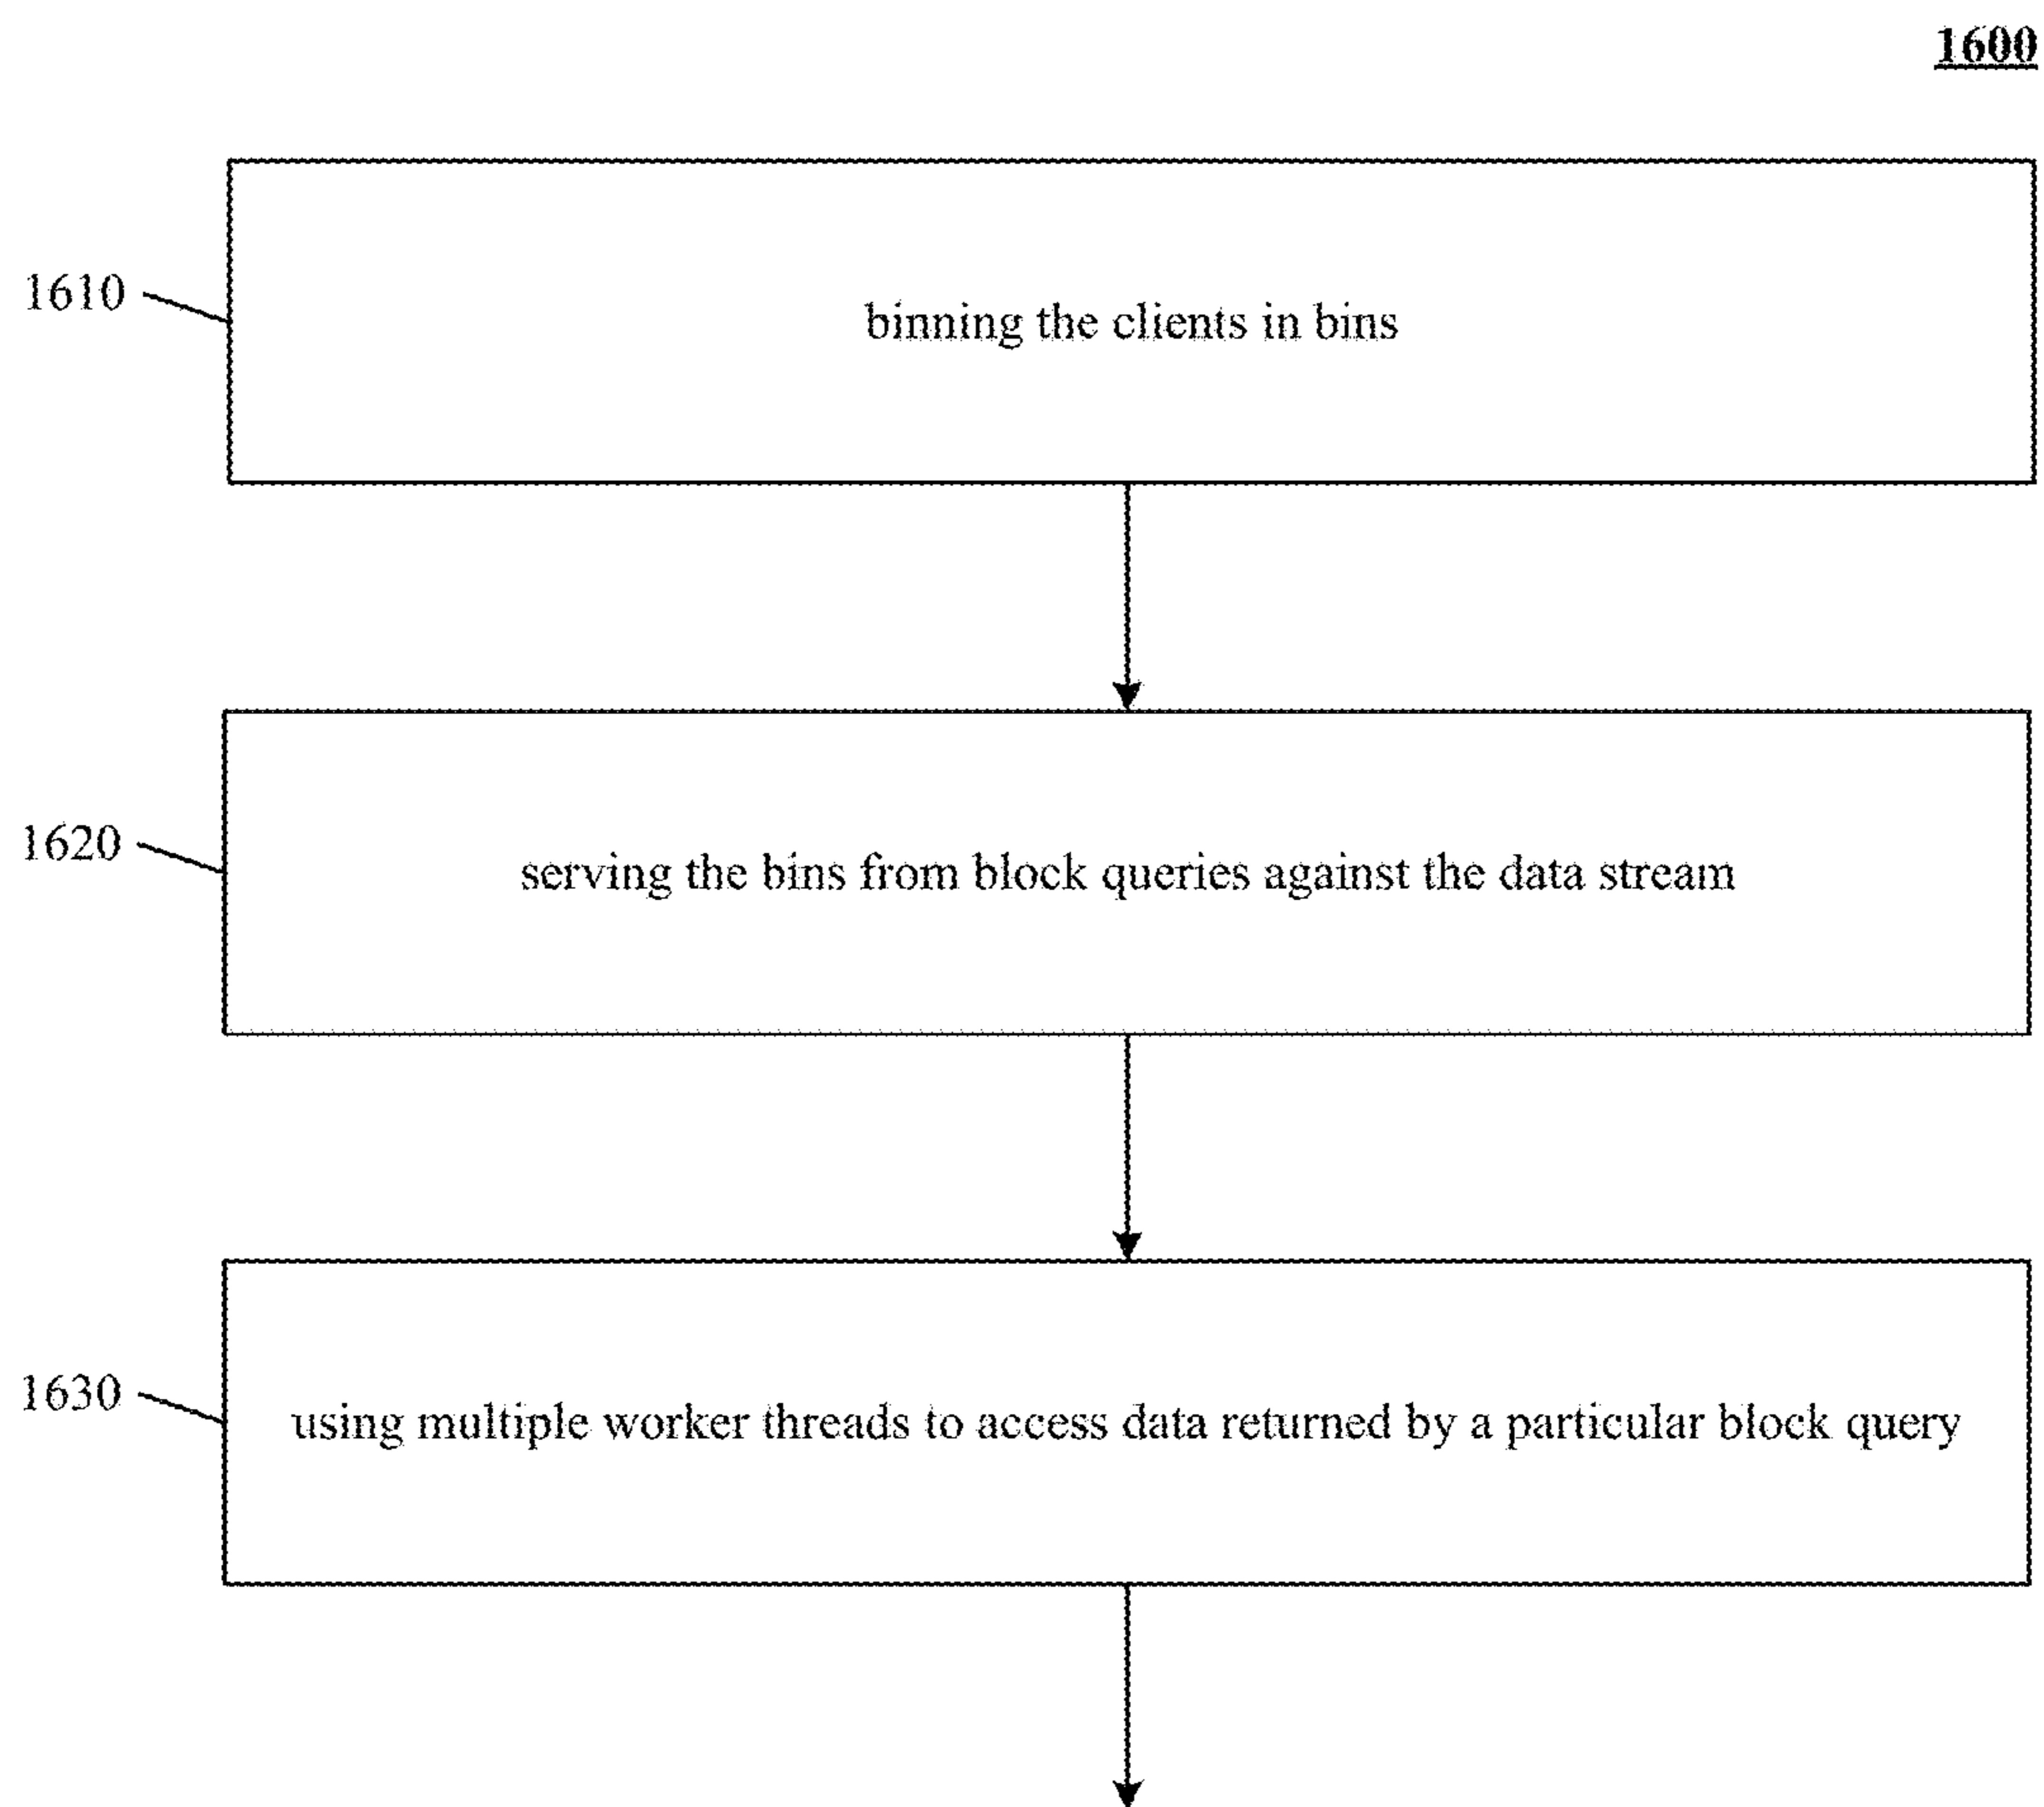 1600
1610
binning the clients in bins
1620
serving the bins from block queries against the data stream
1630
using multiple worker threads to access data returned by a particular block query